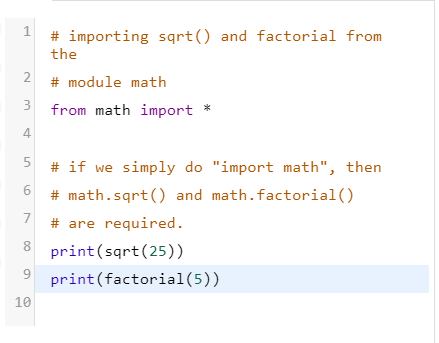 1 # importing sqrt() and factorial from
the
2 # module math
3 from math import *
4
5 # if we simply do "import math", then
6 # math.sqrt() and math.factorial()
7 # are required.
8 print(sqrt(25))
9 print(factorial(5))
10